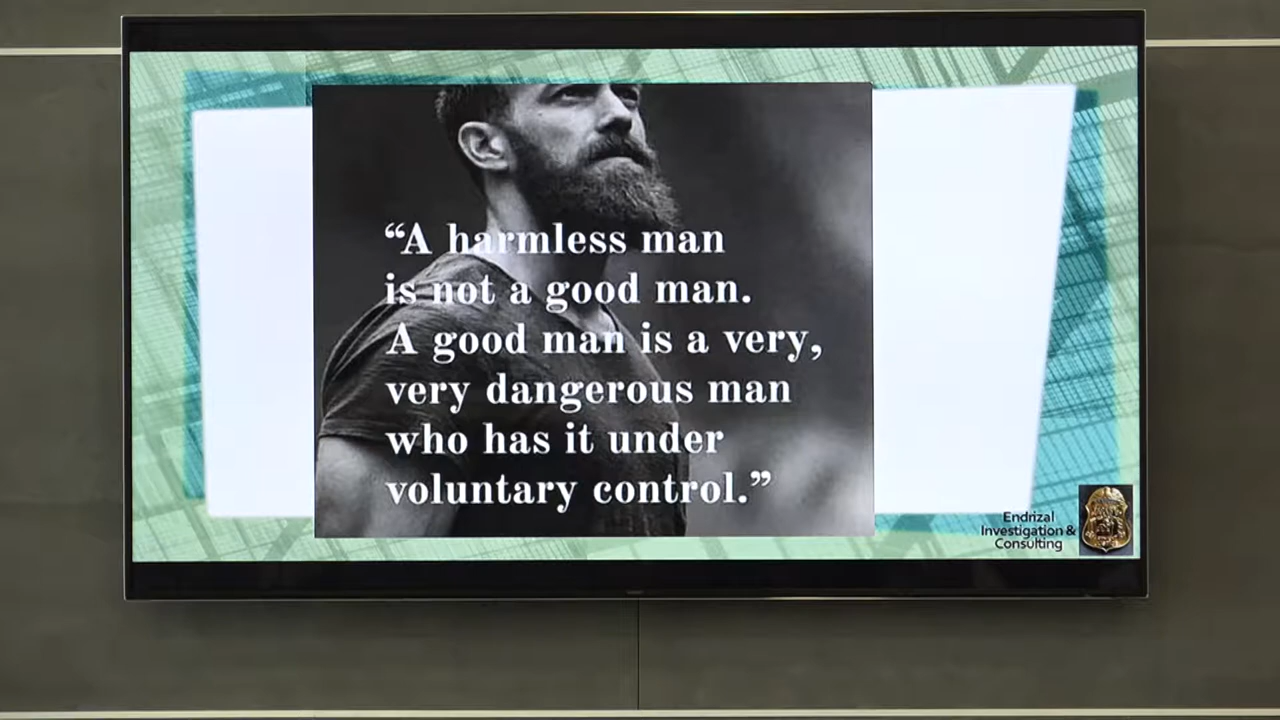 “A harmless man
is not a good man.
A good man is a very,
very dangerous man
who has it under
voluntary control.”
Endrizal
Investigation &
Consulting